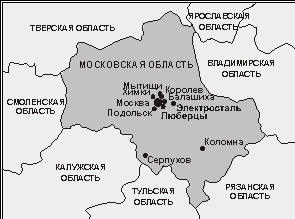 ЯРОСЛАВСКАЯ
ОБЛАСТЬ
ТВЕРСКАЯ ОБЛАСТЬ
ВЛАДИМИРСКАЯ
ОБЛАСТЬ
МОСКОВСКАЯ ОБЛАСТЬ
Мытищи
Королев
Химки
Балашиха
СМОЛЕНСКАЯ
ОБЛАСТЬ
Москва
Электросталь
Подольск
Люберцы
Коломна
Серпухов
КАЛУЖСКАЯ
ОБЛАСТЬ
ТУЛЬСКАЯ
ОБЛАСТЬ
РЯЗАНСКАЯ
ОБЛАСТЬ